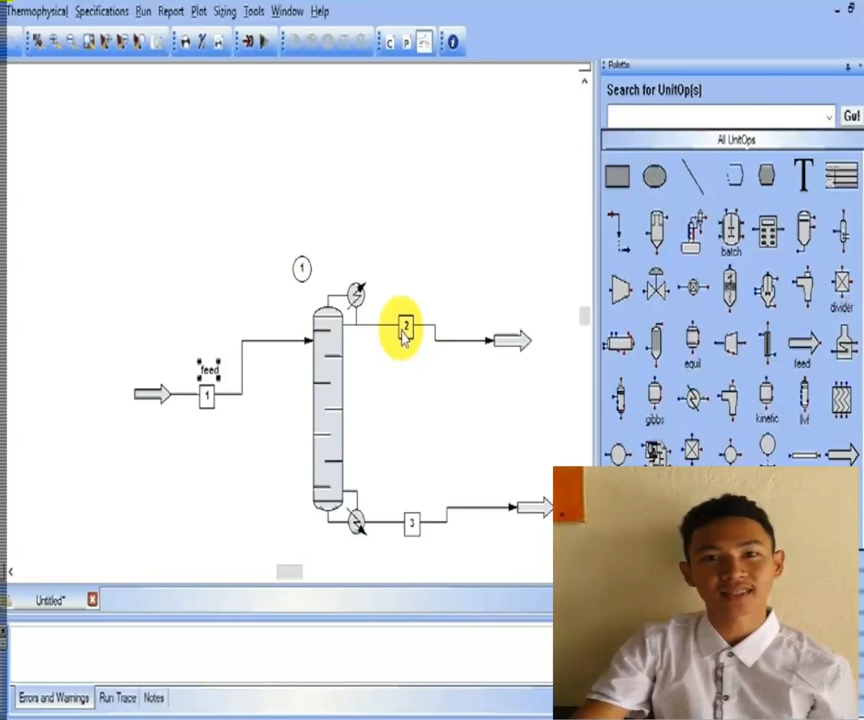 Thermophysical Specifications Run Report Plot Sizing Tools Window Help
C P
Palette
Search for UnitOp(s)
Go!
All UnitOps
T
batch
divider
equil
feed
gibbs
kinetic
1
feed
1
2
3
Untitled*
Errors and Warnings Run Trace Notes